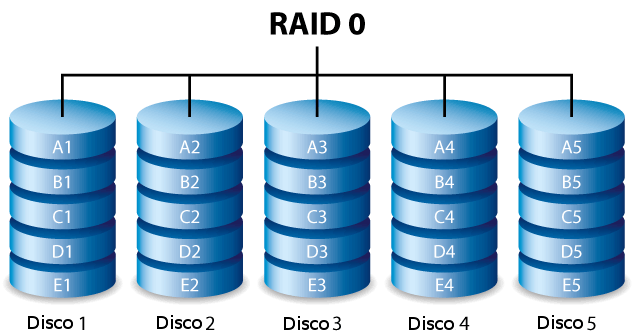 RAID 0
A1 A2 A3 A4 A5
B1 B2 B3 B4 B5
C1 C2 C3 C4 C5
D1 D2 D3 D4 D5
E1 E2 E3 E4 E5
Disco 1 Disco 2 Disco 3 Disco 4 Disco 5